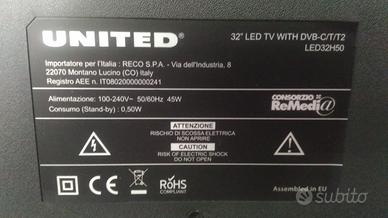 UNITED
32" LED TV WITH DVB-C/T/T2
LED32H50
Importatore per l'Italia : RECO S.P.A. - Via dell'Industria, 8
22070 Montano Lucino (CO) Italy
Registro AEE n. IT08020000000241
Alimentazione: 100-240V~ 50/60Hz 45W
Consumo (Stand-by) : 0,50W
CONSORZIO
ReMedia
ATTENZIONE
RISCHIO DI SCOSSA ELETTRICA
NON APRIRE
CAUTION
RISK OF ELECTRIC SHOCK
DO NOT OPEN
CE
RoHS
COMPLIANT
Assembled in EU
subito